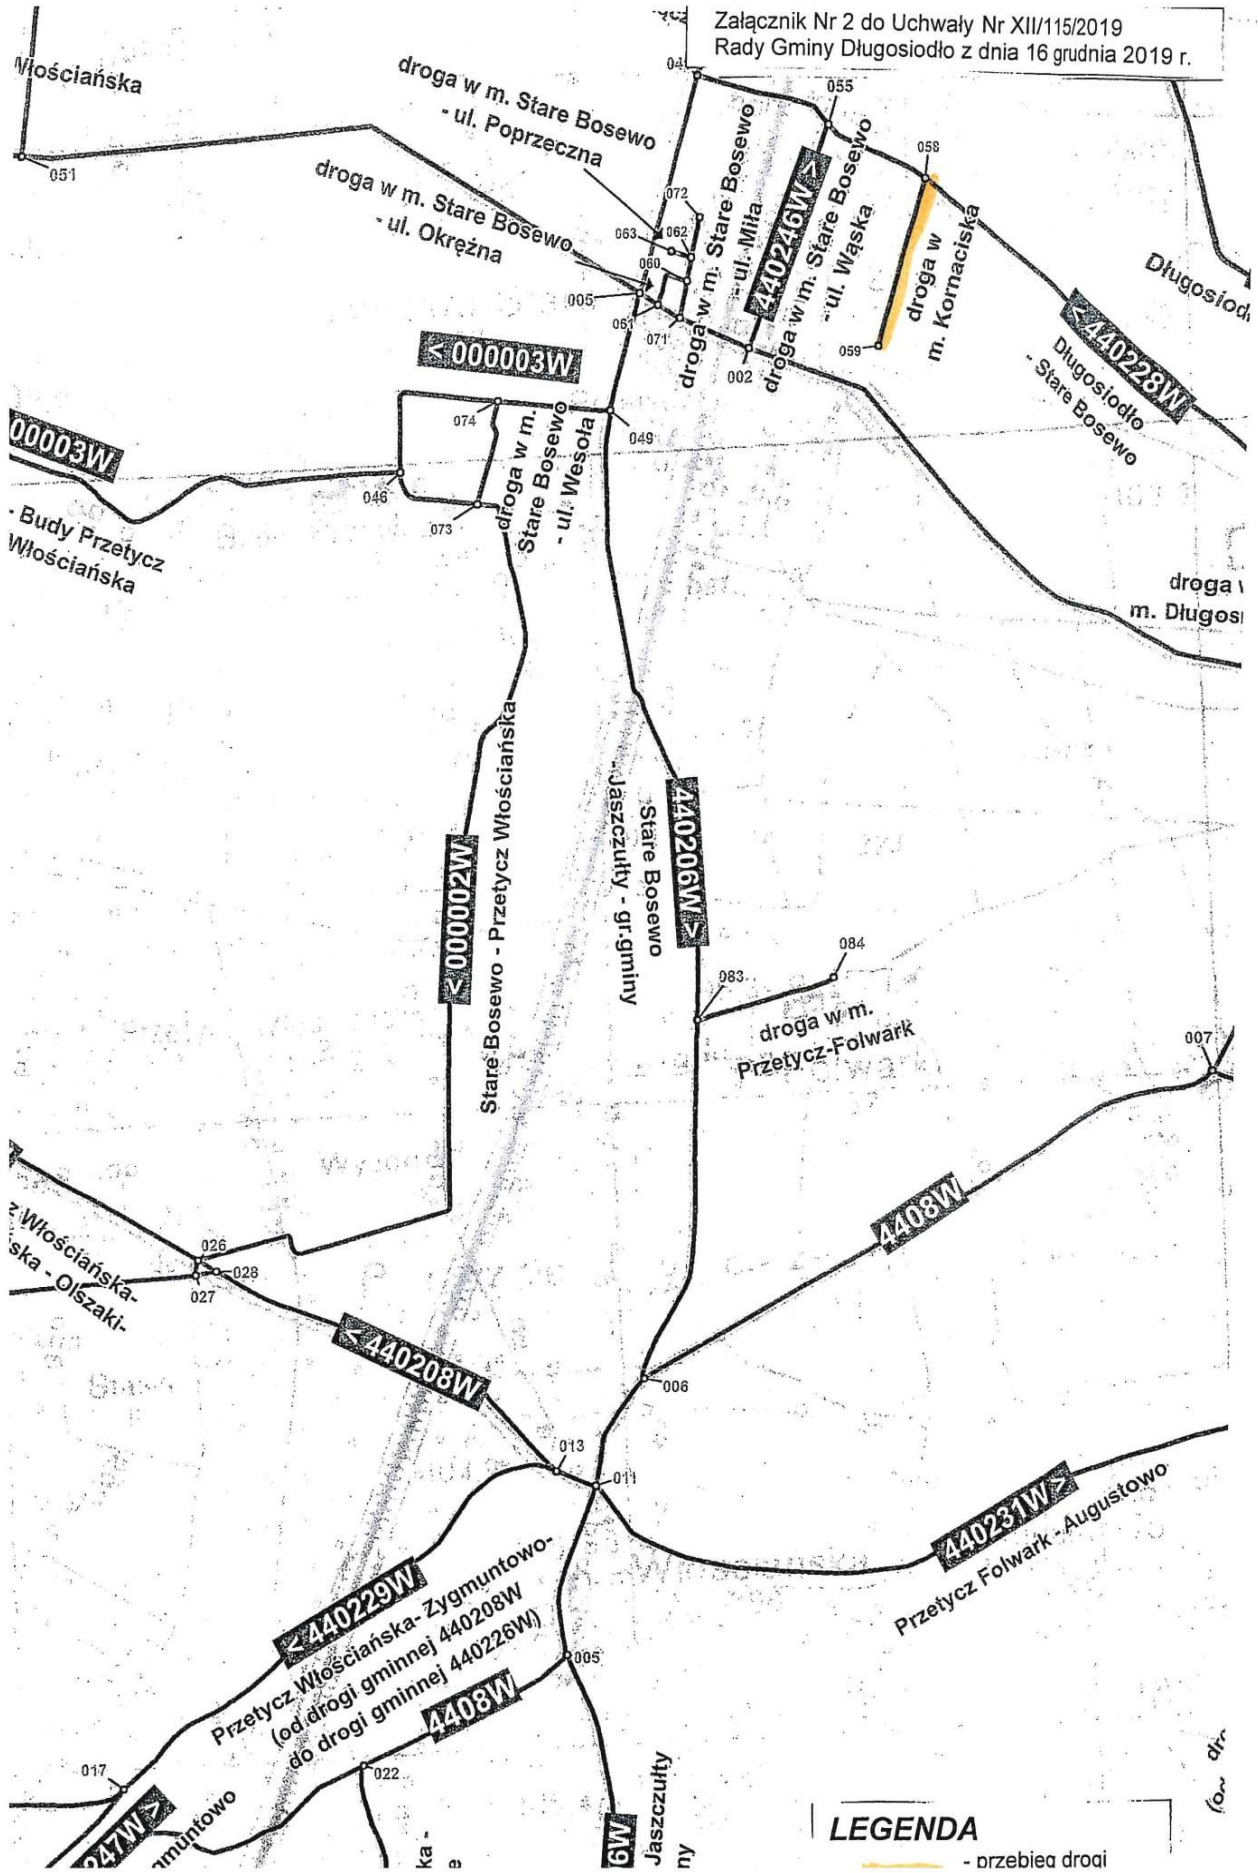 Załącznik Nr 2 do Uchwały Nr XII/115/2019
Rady Gminy Długosiodło z dnia 16 grudnia 2019 r.
Włościańska
051
droga w m. Stare Bosewo
- ul. Poprzeczna
droga w m. Stare Bosewo
- ul. Okrężna
055
058
072
063
062
060
005
061
071
002
059
droga w m. Stare Bosewo
- ul. Miła
440246W >
droga w m. Stare Bosewo
- ul. Wąska
droga w
m. Kornaciska
< 440228W
Długosiodło
- Stare Bosewo
< 000003W
074
049
00003W
046
073
droga w m.
Stare Bosewo
- ul. Wesoła
- Budy Przetycz
Włościańska
droga
m.
< 000002W
Stare Bosewo - Przetycz Włościańska
440206W >
Stare Bosewo
- Jaszczułty - gr.gminy
084
083
droga w m.
Przetycz-Folwark
007
4408W
Włościańska-
- Olszaki-
026
028
027
< 440208W
006
013
011
440231W >
Przetycz Folwark - Augustowo
< 440229W
Przetycz Włościańska- Zygmuntowo-
(od drogi gminnej 440208W
do drogi gminnej 440226W)
005
4408W
017
022
247W >
gmuntowo
6W
Jaszczułty
ny
LEGENDA
- przebieg drogi